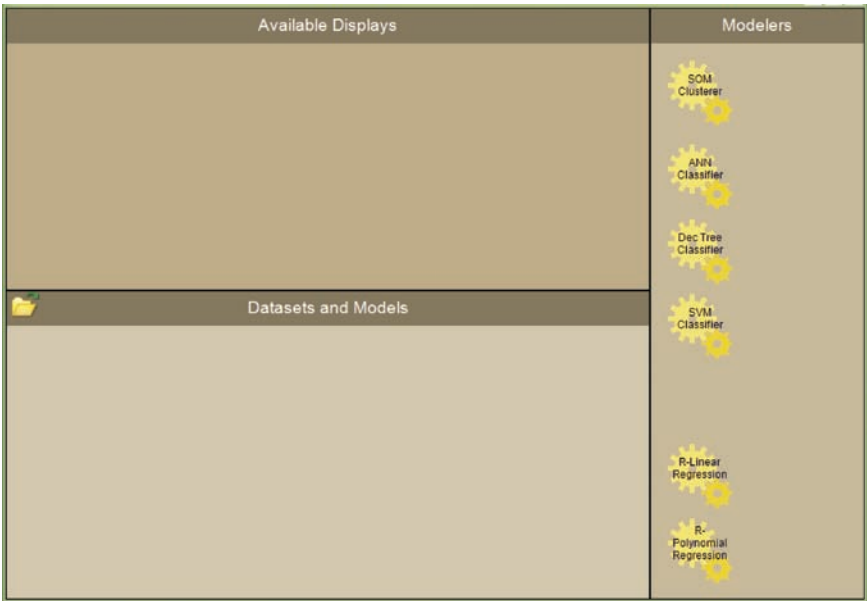 Available Displays
Modelers
SOM
Clusterer
ANN
Classifier
Dec Tree
Classifier
Datasets and Models
SVM
Classifier
R-Linear
Regression
R-
Polynomial
Regression